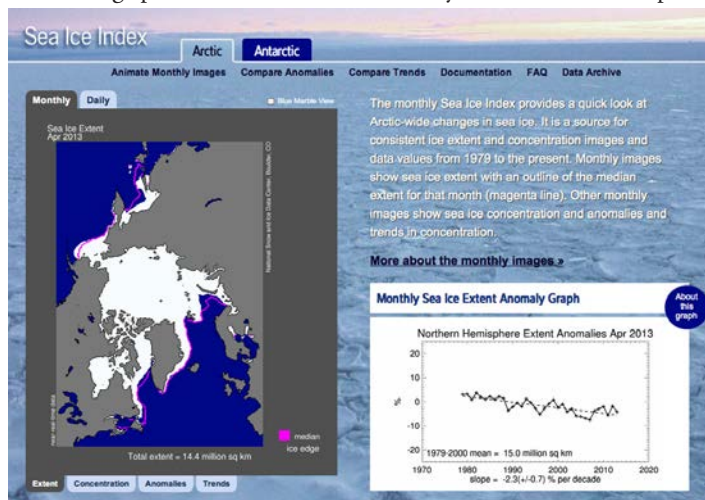 Sea Ice Index
Arctic
Antarctic
Animate Monthly Images
Compare Anomalies
Compare Trends
Documentation
FAQ
Data Archive
Monthly
Daily
Blue Marble View
Sea Ice Extent
Apr 2013
National Snow and Ice Data Center, Boulder, CO
near real-time data
median
ice edge
Total extent = 14.4 million sq km
Extent
Concentration
Anomalies
Trends
The monthly Sea Ice Index provides a quick look at
Arctic-wide changes in sea ice. It is a source for
consistent ice extent and concentration images and
data values from 1979 to the present. Monthly images
show sea ice extent with an outline of the median
extent for that month (magenta line). Other monthly
images show sea ice concentration and anomalies and
trends in concentration.
More about the monthly images »
Monthly Sea Ice Extent Anomaly Graph
About
this
graph
Northern Hemisphere Extent Anomalies Apr 2013
%
20
10
0
-10
-20
1979-2000 mean = 15.0 million sq km
1970
1980
1990
2000
2010
2020
slope = -2.3(+/-0.7) % per decade